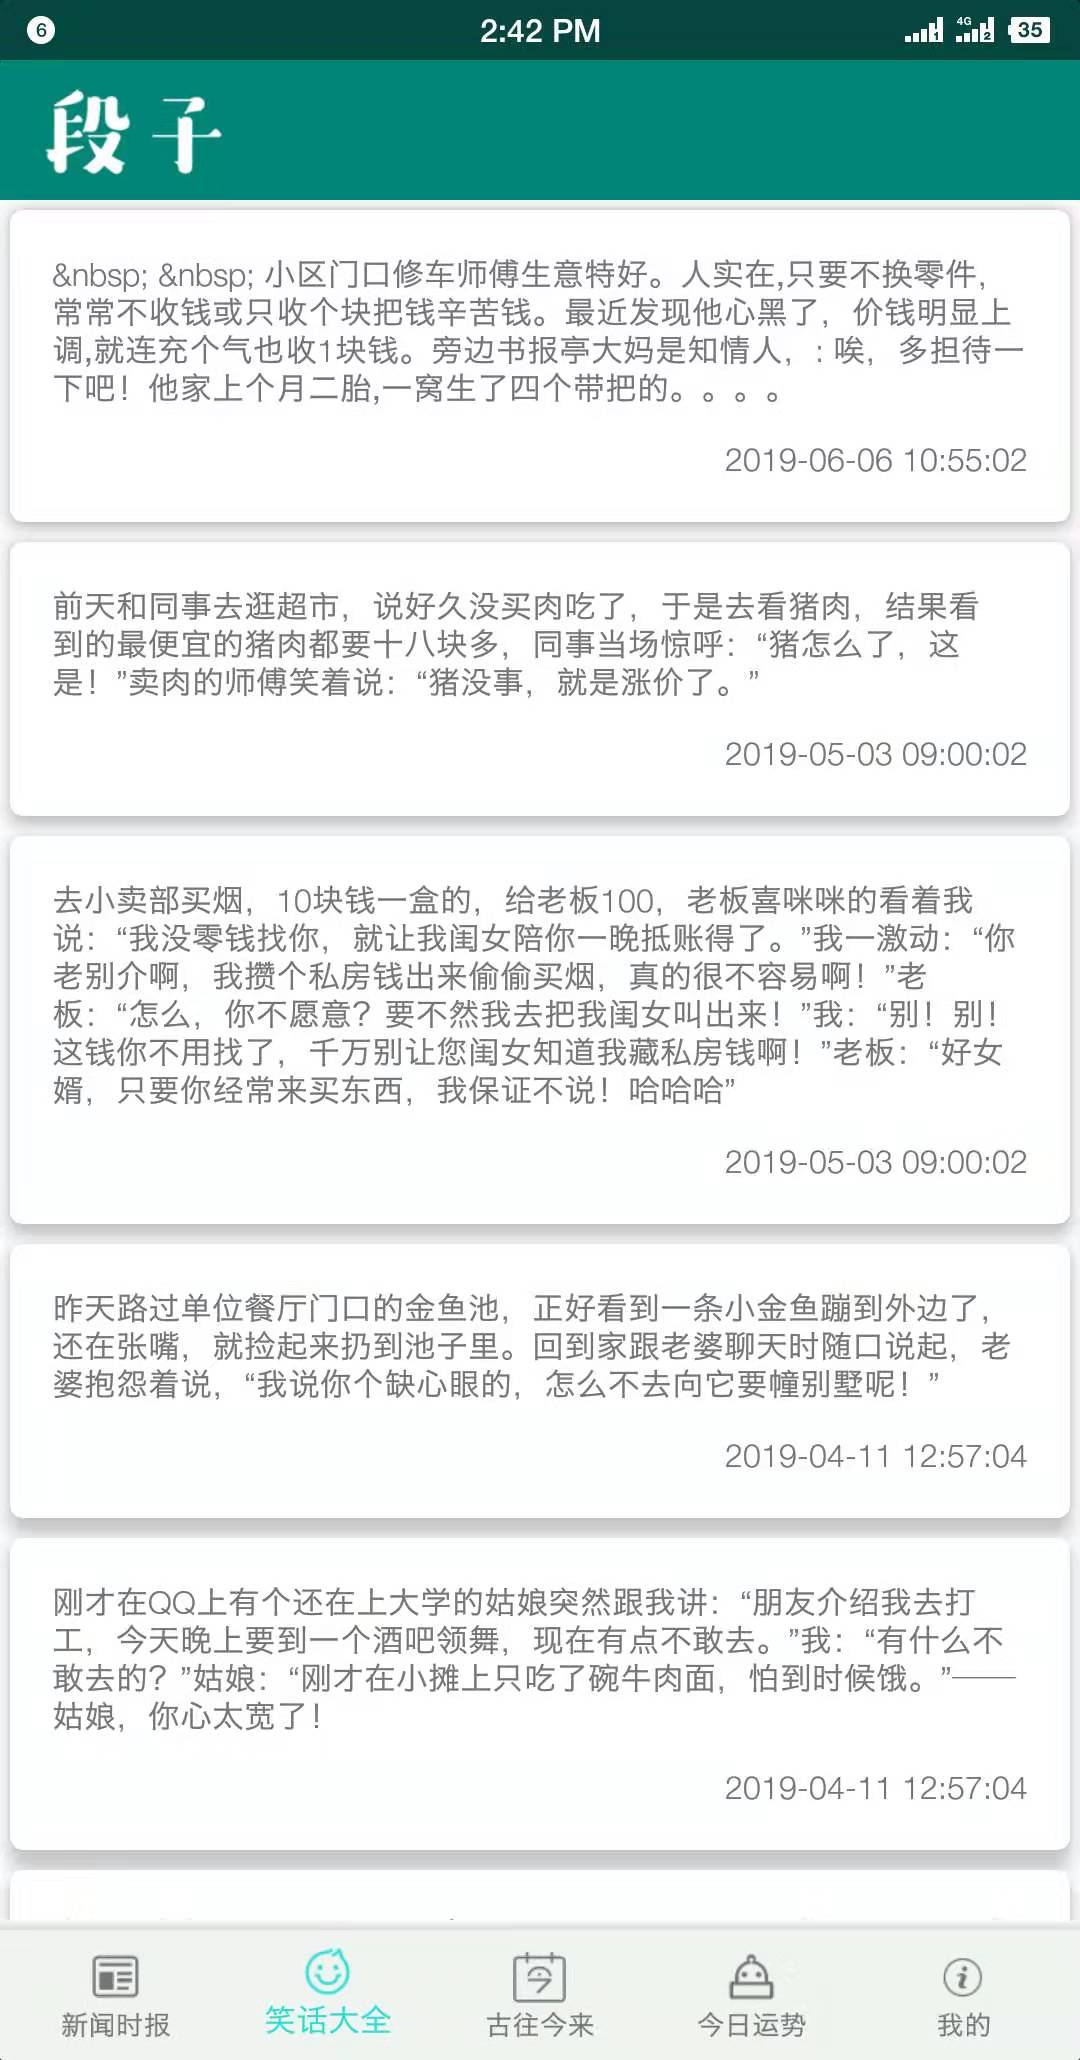 6
2:42 PM
1
4G
2
35
段子
&nbsp; &nbsp; 小区门口修车师傅生意特好。人实在,只要不换零件,
常常不收钱或只收个块把钱辛苦钱。最近发现他心黑了，价钱明显上
调,就连充个气也收1块钱。旁边书报亭大妈是知情人，: 唉，多担待一
下吧！他家上个月二胎,一窝生了四个带把的。。。。
2019-06-06 10:55:02
前天和同事去逛超市，说好久没买肉吃了，于是去看猪肉，结果看
到的最便宜的猪肉都要十八块多，同事当场惊呼：“猪怎么了，这
是！”卖肉的师傅笑着说：“猪没事，就是涨价了。”
2019-05-03 09:00:02
去小卖部买烟，10块钱一盒的，给老板100，老板喜咪咪的看着我
说：“我没零钱找你，就让我闺女陪你一晚抵账得了。”我一激动：“你
老别介啊，我攒个私房钱出来偷偷买烟，真的很不容易啊！”老
板：“怎么，你不愿意？要不然我去把我闺女叫出来！”我：“别！别！
这钱你不用找了，千万别让您闺女知道我藏私房钱啊！”老板：“好女
婿，只要你经常来买东西，我保证不说！哈哈哈”
2019-05-03 09:00:02
昨天路过单位餐厅门口的金鱼池，正好看到一条小金鱼蹦到外边了，
还在张嘴，就捡起来扔到池子里。回到家跟老婆聊天时随口说起，老
婆抱怨着说，“我说你个缺心眼的，怎么不去向它要幢别墅呢！”
2019-04-11 12:57:04
刚才在QQ上有个还在上大学的姑娘突然跟我讲：“朋友介绍我去打
工，今天晚上要到一个酒吧领舞，现在有点不敢去。”我：“有什么不
敢去的？”姑娘：“刚才在小摊上只吃了碗牛肉面，怕到时候饿。”——
姑娘，你心太宽了！
2019-04-11 12:57:04
新闻时报
笑话大全
今
古往今来
今日运势
我的